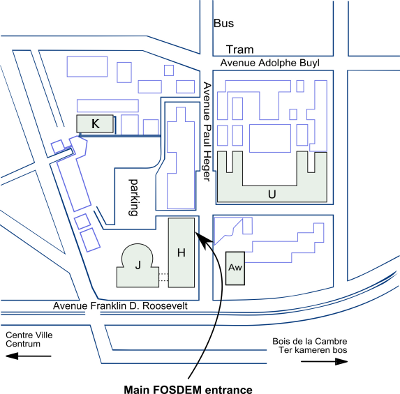 Bus
Tram
Avenue Adolphe Buyl
Avenue Paul Heger
K
parking
U
J
H
Aw
Avenue Franklin D. Roosevelt
Centre Ville
Centrum
Bois de la Cambre
Ter kameren bos
Main FOSDEM entrance